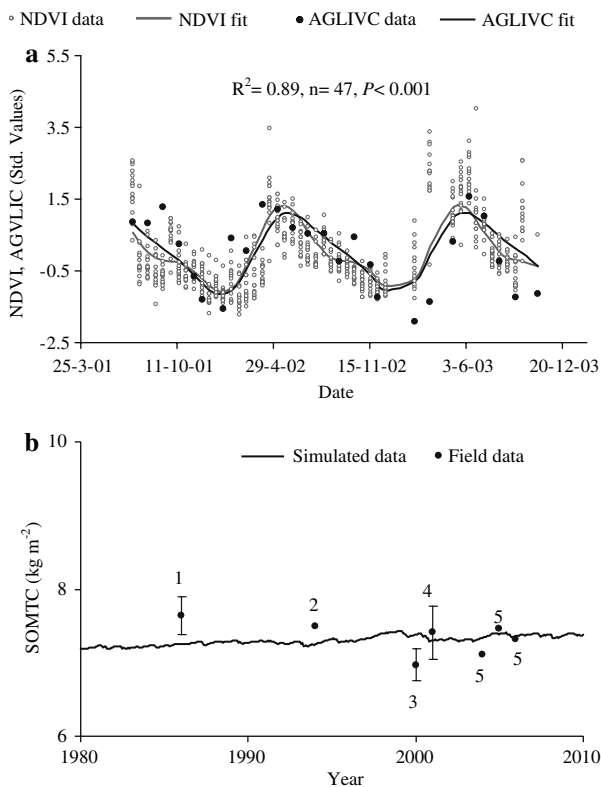 NDVI data NDVI fit AGLIVC data AGLIVC fit
a
5.5
R2= 0.89, n= 47, P< 0.001
3.5
1.5
-0.5
-2.5
NDVI, AGVLIC (Std. Values)
25-3-01 11-10-01 29-4-02 15-11-02 3-6-03 20-12-03
Date
b
10
Simulated data Field data
8
6
SOMTC (kg m-2)
1
2
4
5
3
5
5
1980 1990 2000 2010
Year